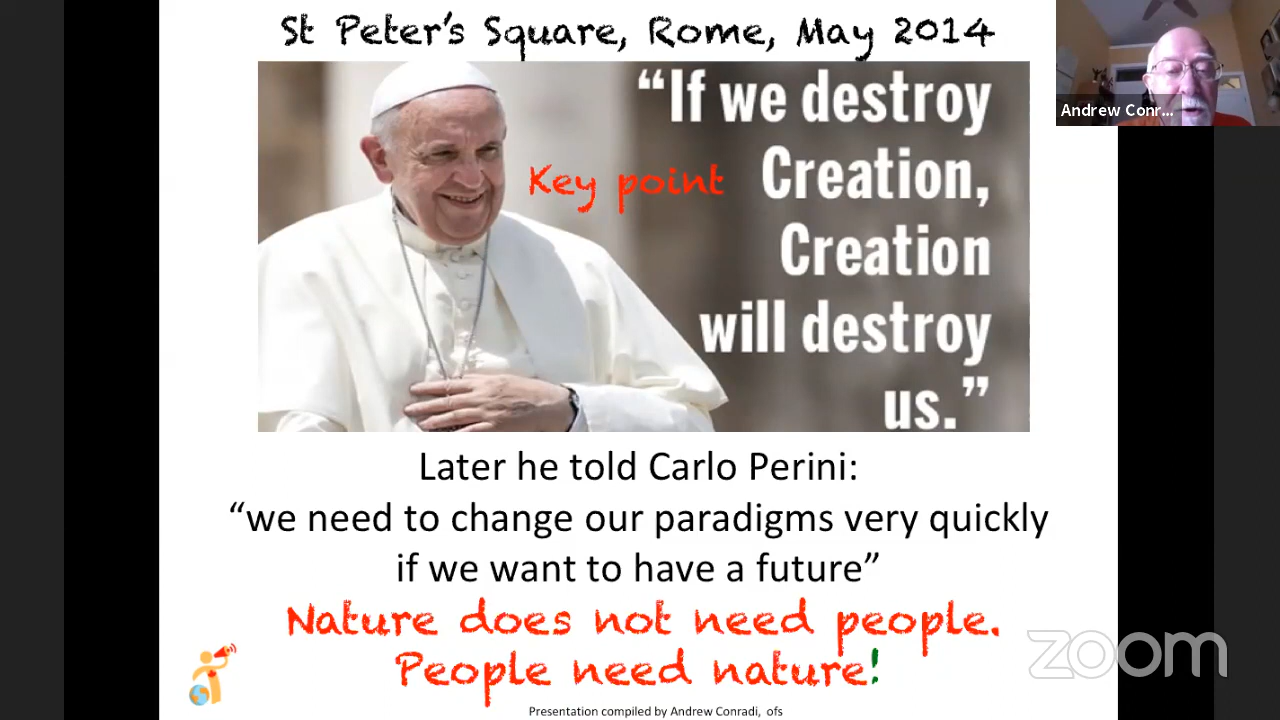 St Peter's Square, Rome, May 2014
“If we destroy
Key point
Creation,
Creation
will destroy
us.”
Later he told Carlo Perini:
“we need to change our paradigms very quickly
if we want to have a future”
Nature does not need people.
People need nature!
Presentation compiled by Andrew Conradi, ofs
Andrew Conr...
zoom